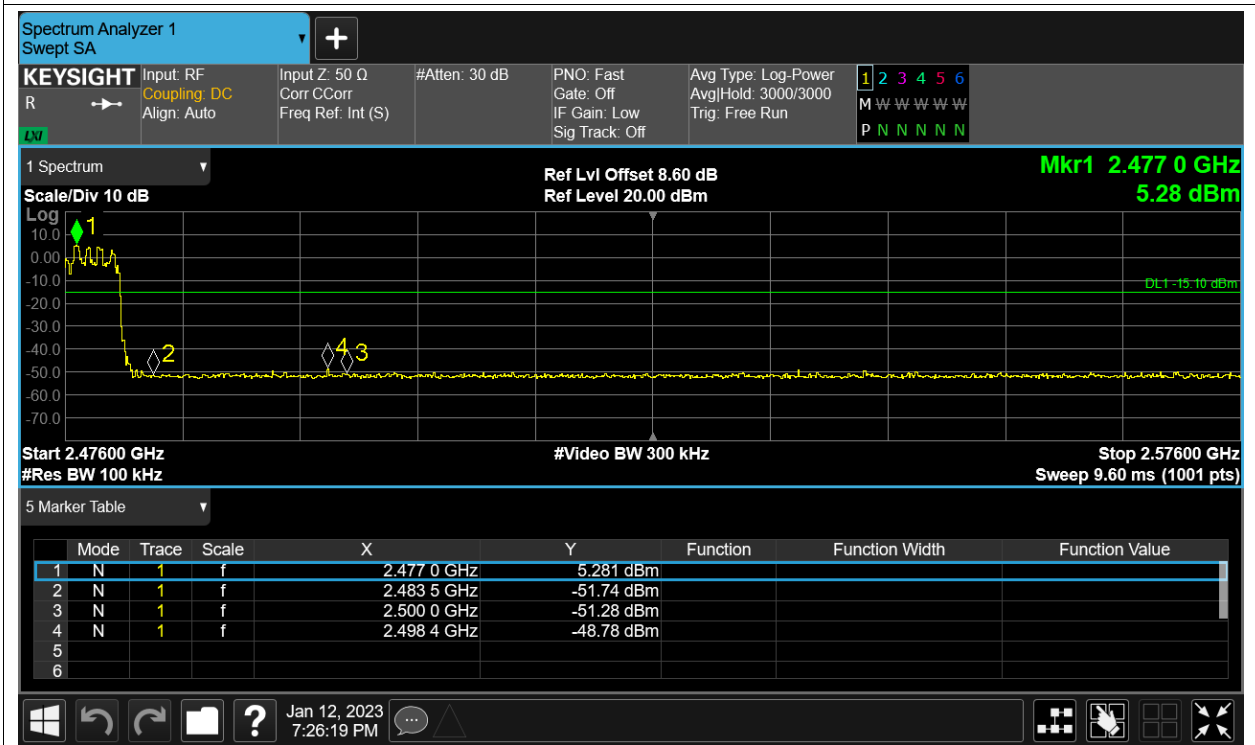 Spectrum Analyzer 1
Swept SA
KEYSIGHT
R
LXI
Input: RF
Coupling: DC
Align: Auto
Input Z: 50 Ω
Corr CCorr
Freq Ref: Int (S)
#Atten: 30 dB
PNO: Fast
Gate: Off
IF Gain: Low
Sig Track: Off
Avg Type: Log-Power
Avg|Hold: 3000/3000
Trig: Free Run
1 2 3 4 5 6
M W W W W W
P N N N N N
1 Spectrum
Scale/Div 10 dB
Ref Lvl Offset 8.60 dB
Ref Level 20.00 dBm
Mkr1 2.477 0 GHz
5.28 dBm
Log
10.0
0.00
-10.0
-20.0
-30.0
-40.0
-50.0
-60.0
-70.0
1
2
4
3
DL1 -15.10 dBm
Start 2.47600 GHz
#Res BW 100 kHz
#Video BW 300 kHz
Stop 2.57600 GHz
Sweep 9.60 ms (1001 pts)
5 Marker Table
Mode Trace Scale X Y Function Function Width Function Value
1 N 1 f 2.477 0 GHz 5.281 dBm
2 N 1 f 2.483 5 GHz -51.74 dBm
3 N 1 f 2.500 0 GHz -51.28 dBm
4 N 1 f 2.498 4 GHz -48.78 dBm
5
6
?
Jan 12, 2023
7:26:19 PM